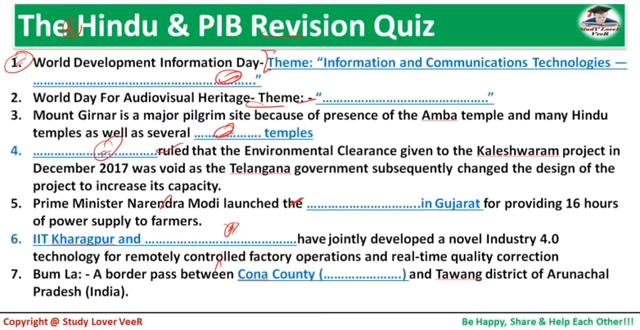 The Hindu & PIB Revision Quiz
StudY LoveR
VeeR
1. World Development Information Day- Theme: “Information and Communications Technologies —
………………………………………………….”
2. World Day For Audiovisual Heritage- Theme: - “…………………………………………..”
3. Mount Girnar is a major pilgrim site because of presence of the Amba temple and many Hindu
temples as well as several ………………. temples
4. ……………………………ruled that the Environmental Clearance given to the Kaleshwaram project in
December 2017 was void as the Telangana government subsequently changed the design of the
project to increase its capacity.
5. Prime Minister Narendra Modi launched the …………………………..in Gujarat for providing 16 hours
of power supply to farmers.
6. IIT Kharagpur and ……………………………………have jointly developed a novel Industry 4.0
technology for remotely controlled factory operations and real-time quality correction
7. Bum La: - A border pass between Cona County (………………….) and Tawang district of Arunachal
Pradesh (India).
Copyright @ Study Lover VeeR
Be Happy, Share & Help Each Other!!!